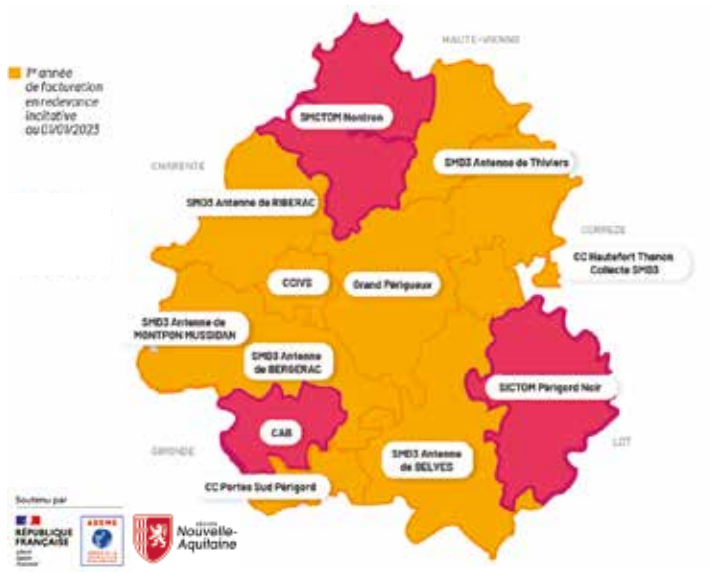 HAUTE-VIENNE
1ère année
de facturation
en redevance
incitative
au 01/01/2023
SMCTOM Nontron
CHARENTE
SMD3 Antenne de Thiviers
SMD3 Antenne de RIBERAC
CORREZE
CC Hautefort Thenon
Collecte SMD3
CCIVS
Grand Périgueux
SMD3 Antenne de
MONTPON MUSSIDAN
SMD3 Antenne
de BERGERAC
SICTOM Périgord Noir
CAB
GIRONDE
LOT
SMD3 Antenne
de BELVES
CC Portes Sud Périgord
Soutenu par
RÉPUBLIQUE
FRANÇAISE
ADEME
RÉGION
Nouvelle-
Aquitaine